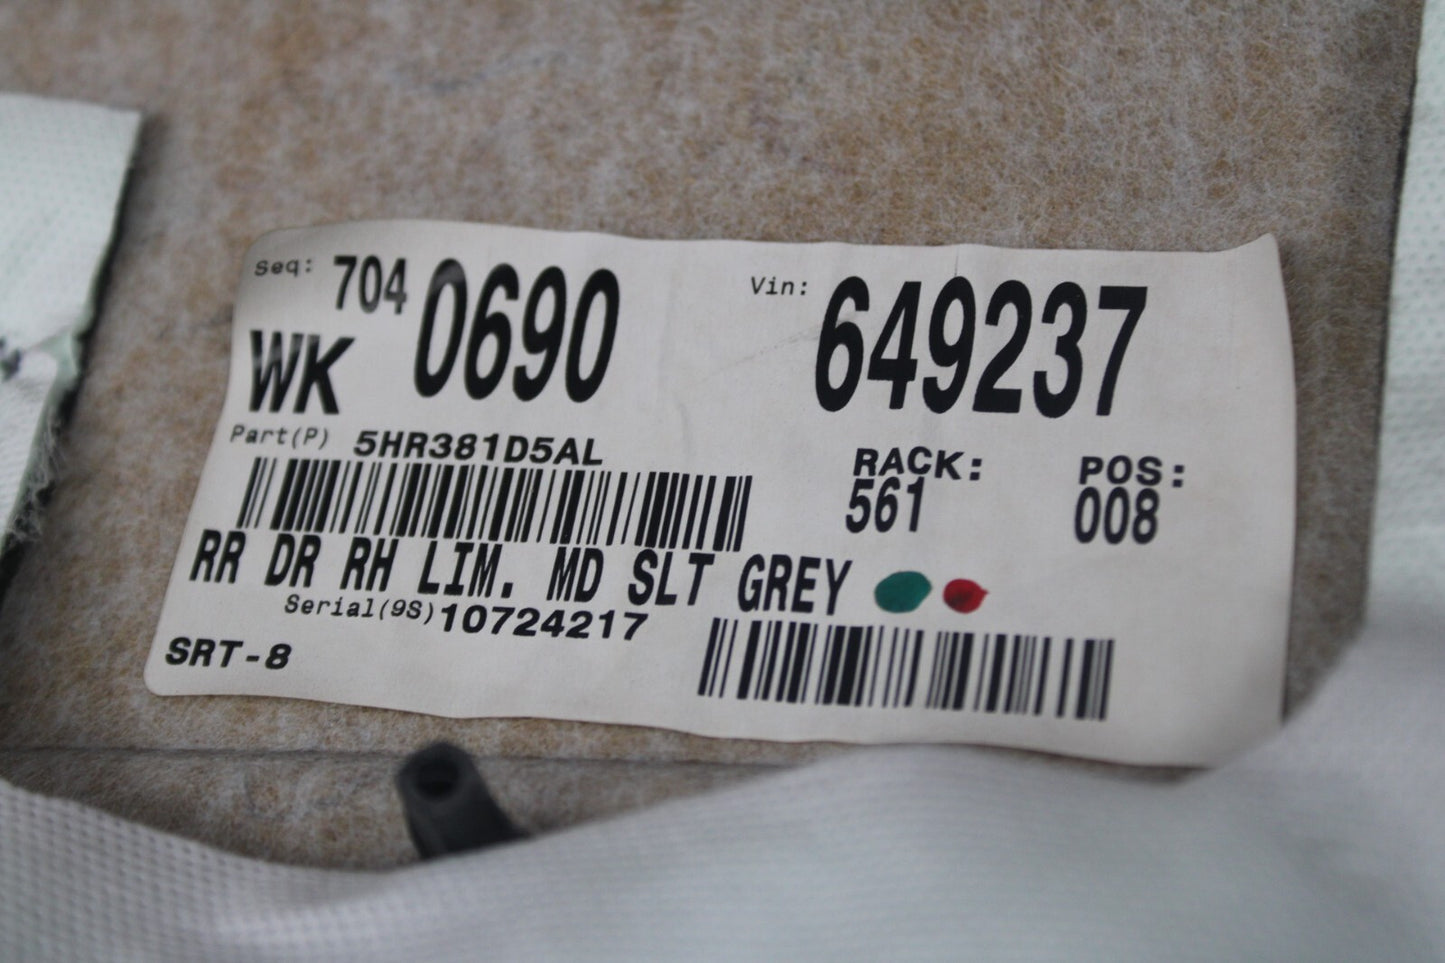 Seq: 704 0690 Vin: 649237
WK
Part(P) 5HR381D5AL RACK: POS:
561 008
RR DR RH LIM. MD SLT GREY
Serial(9S)10724217
SRT-8